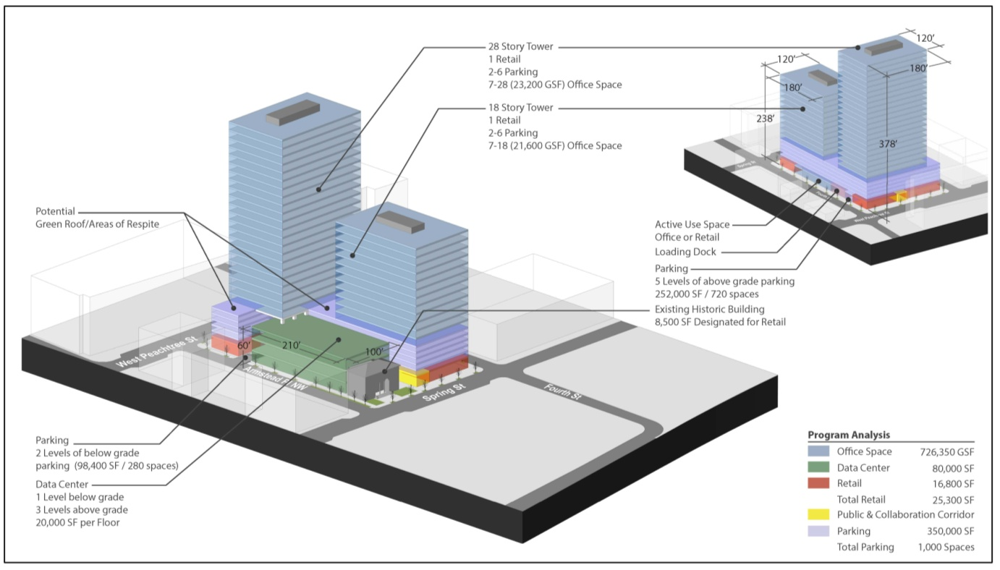 28 Story Tower
1 Retail
2-6 Parking
7-28 (23,200 GSF) Office Space
18 Story Tower
1 Retail
2-6 Parking
7-18 (21,600 GSF) Office Space
120'
180'
120'
180'
238'
378'
Spring St
West Peachtree St
Potential
Green Roof/Areas of Respite
Active Use Space
Office or Retail
Loading Dock
Parking
5 Levels of above grade parking
252,000 SF / 720 spaces
Existing Historic Building
8,500 SF Designated for Retail
West Peachtree St
60'
210'
100'
Armstead Pl NW
Spring St
Fourth St
Parking
2 Levels of below grade
parking (98,400 SF / 280 spaces)
Data Center
1 Level below grade
3 Levels above grade
20,000 SF per Floor
Program Analysis
Office Space 726,350 GSF
Data Center 80,000 SF
Retail 16,800 SF
Total Retail 25,300 SF
Public & Collaboration Corridor
Parking 350,000 SF
Total Parking 1,000 Spaces